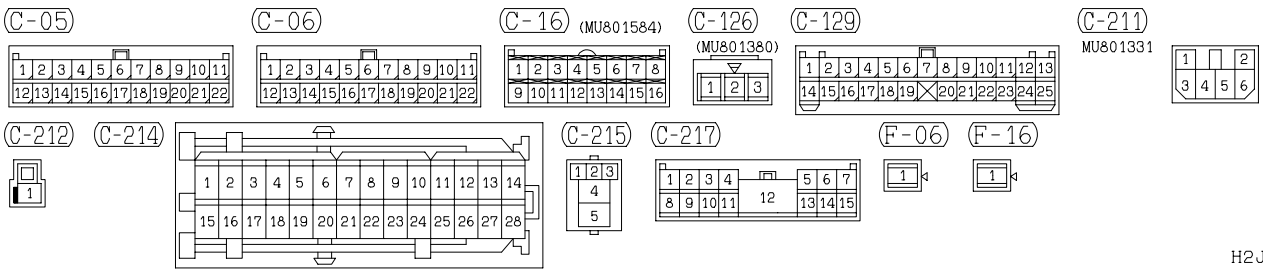 (C-05) (C-06) (C-16) (MU801584) (C-126) (MU801380) (C-129) (C-211) MU801331
1 2 3 4 5 6 7 8 9 10 11
12 13 14 15 16 17 18 19 20 21 22
1 2 3 4 5 6 7 8 9 10 11
12 13 14 15 16 17 18 19 20 21 22
1 2 3 4 5 6 7 8
9 10 11 12 13 14 15 16
1 2 3
1 2 3 4 5 6 7 8 9 10 11 12 13
14 15 16 17 18 19 20 21 22 23 24 25
1 2
3 4 5 6
(C-212) (C-214) (C-215) (C-217) (F-06) (F-16)
1
1 2 3 4 5 6 7 8 9 10 11 12 13 14
15 16 17 18 19 20 21 22 23 24 25 26 27 28
1 2 3
4
5
1 2 3 4 5 6 7
8 9 10 11 12 13 14 15
1
1
H2J